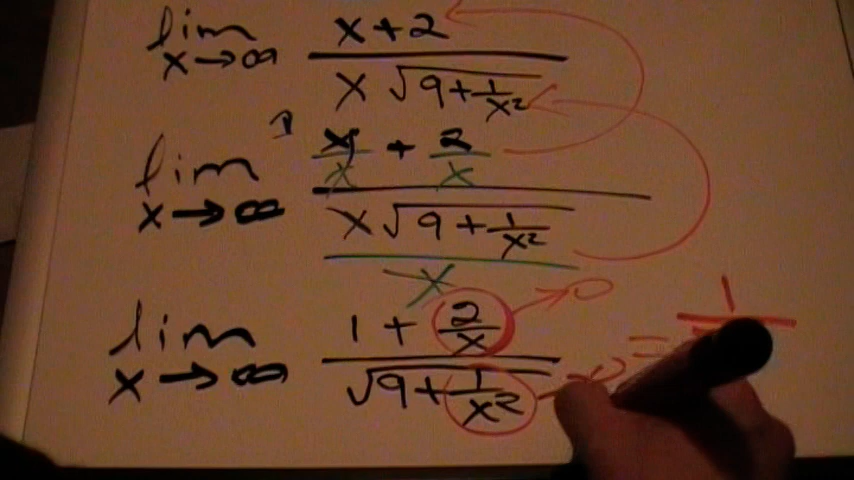 lim x→∞ x+2 / x√9+1/x²
lim x→∞ 1 x/x + 2/x / x√9+1/x² / x
lim x→∞ 1+2/x →0 / √9+1/x² →0 = 1/